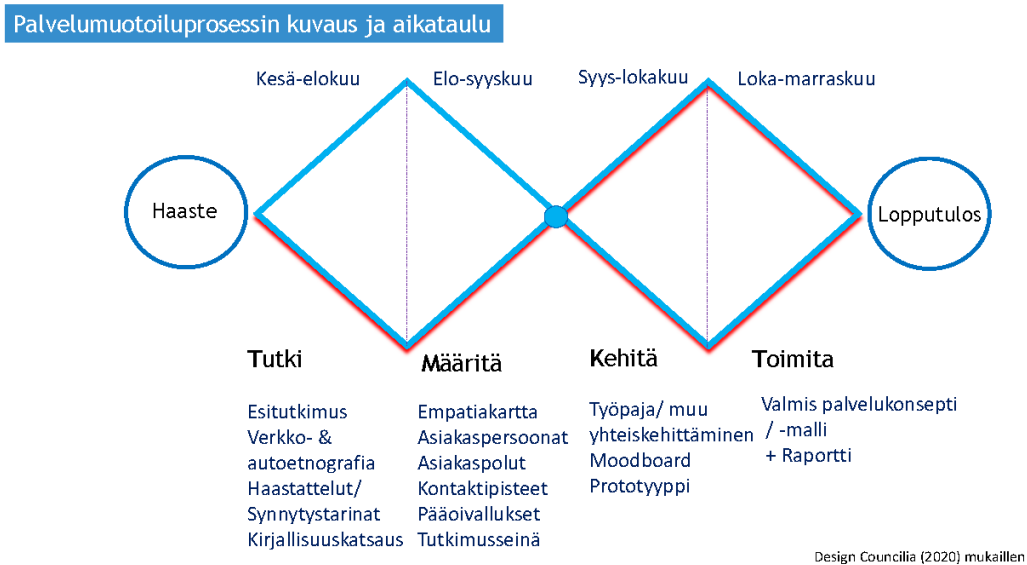 Palvelumuotoiluprosessin kuvaus ja aikataulu
Kesä-elokuu
Elo-syyskuu
Syys-lokakuu
Loka-marraskuu
Haaste
Lopputulos
Tutki
Esitutkimus
Verkko- &
autoetnografia
Haastattelut/
Synnytystarinat
Kirjallisuuskatsaus
Määritä
Empatiakartta
Asiakaspersoonat
Asiakaspolut
Kontaktipisteet
Pääoivallukset
Tutkimusseinä
Kehitä
Työpaja/ muu
yhteiskehittäminen
Moodboard
Prototyyppi
Toimita
Valmis palvelukonsepti
/ -malli
+ Raportti
Design Councilia (2020) mukaillen